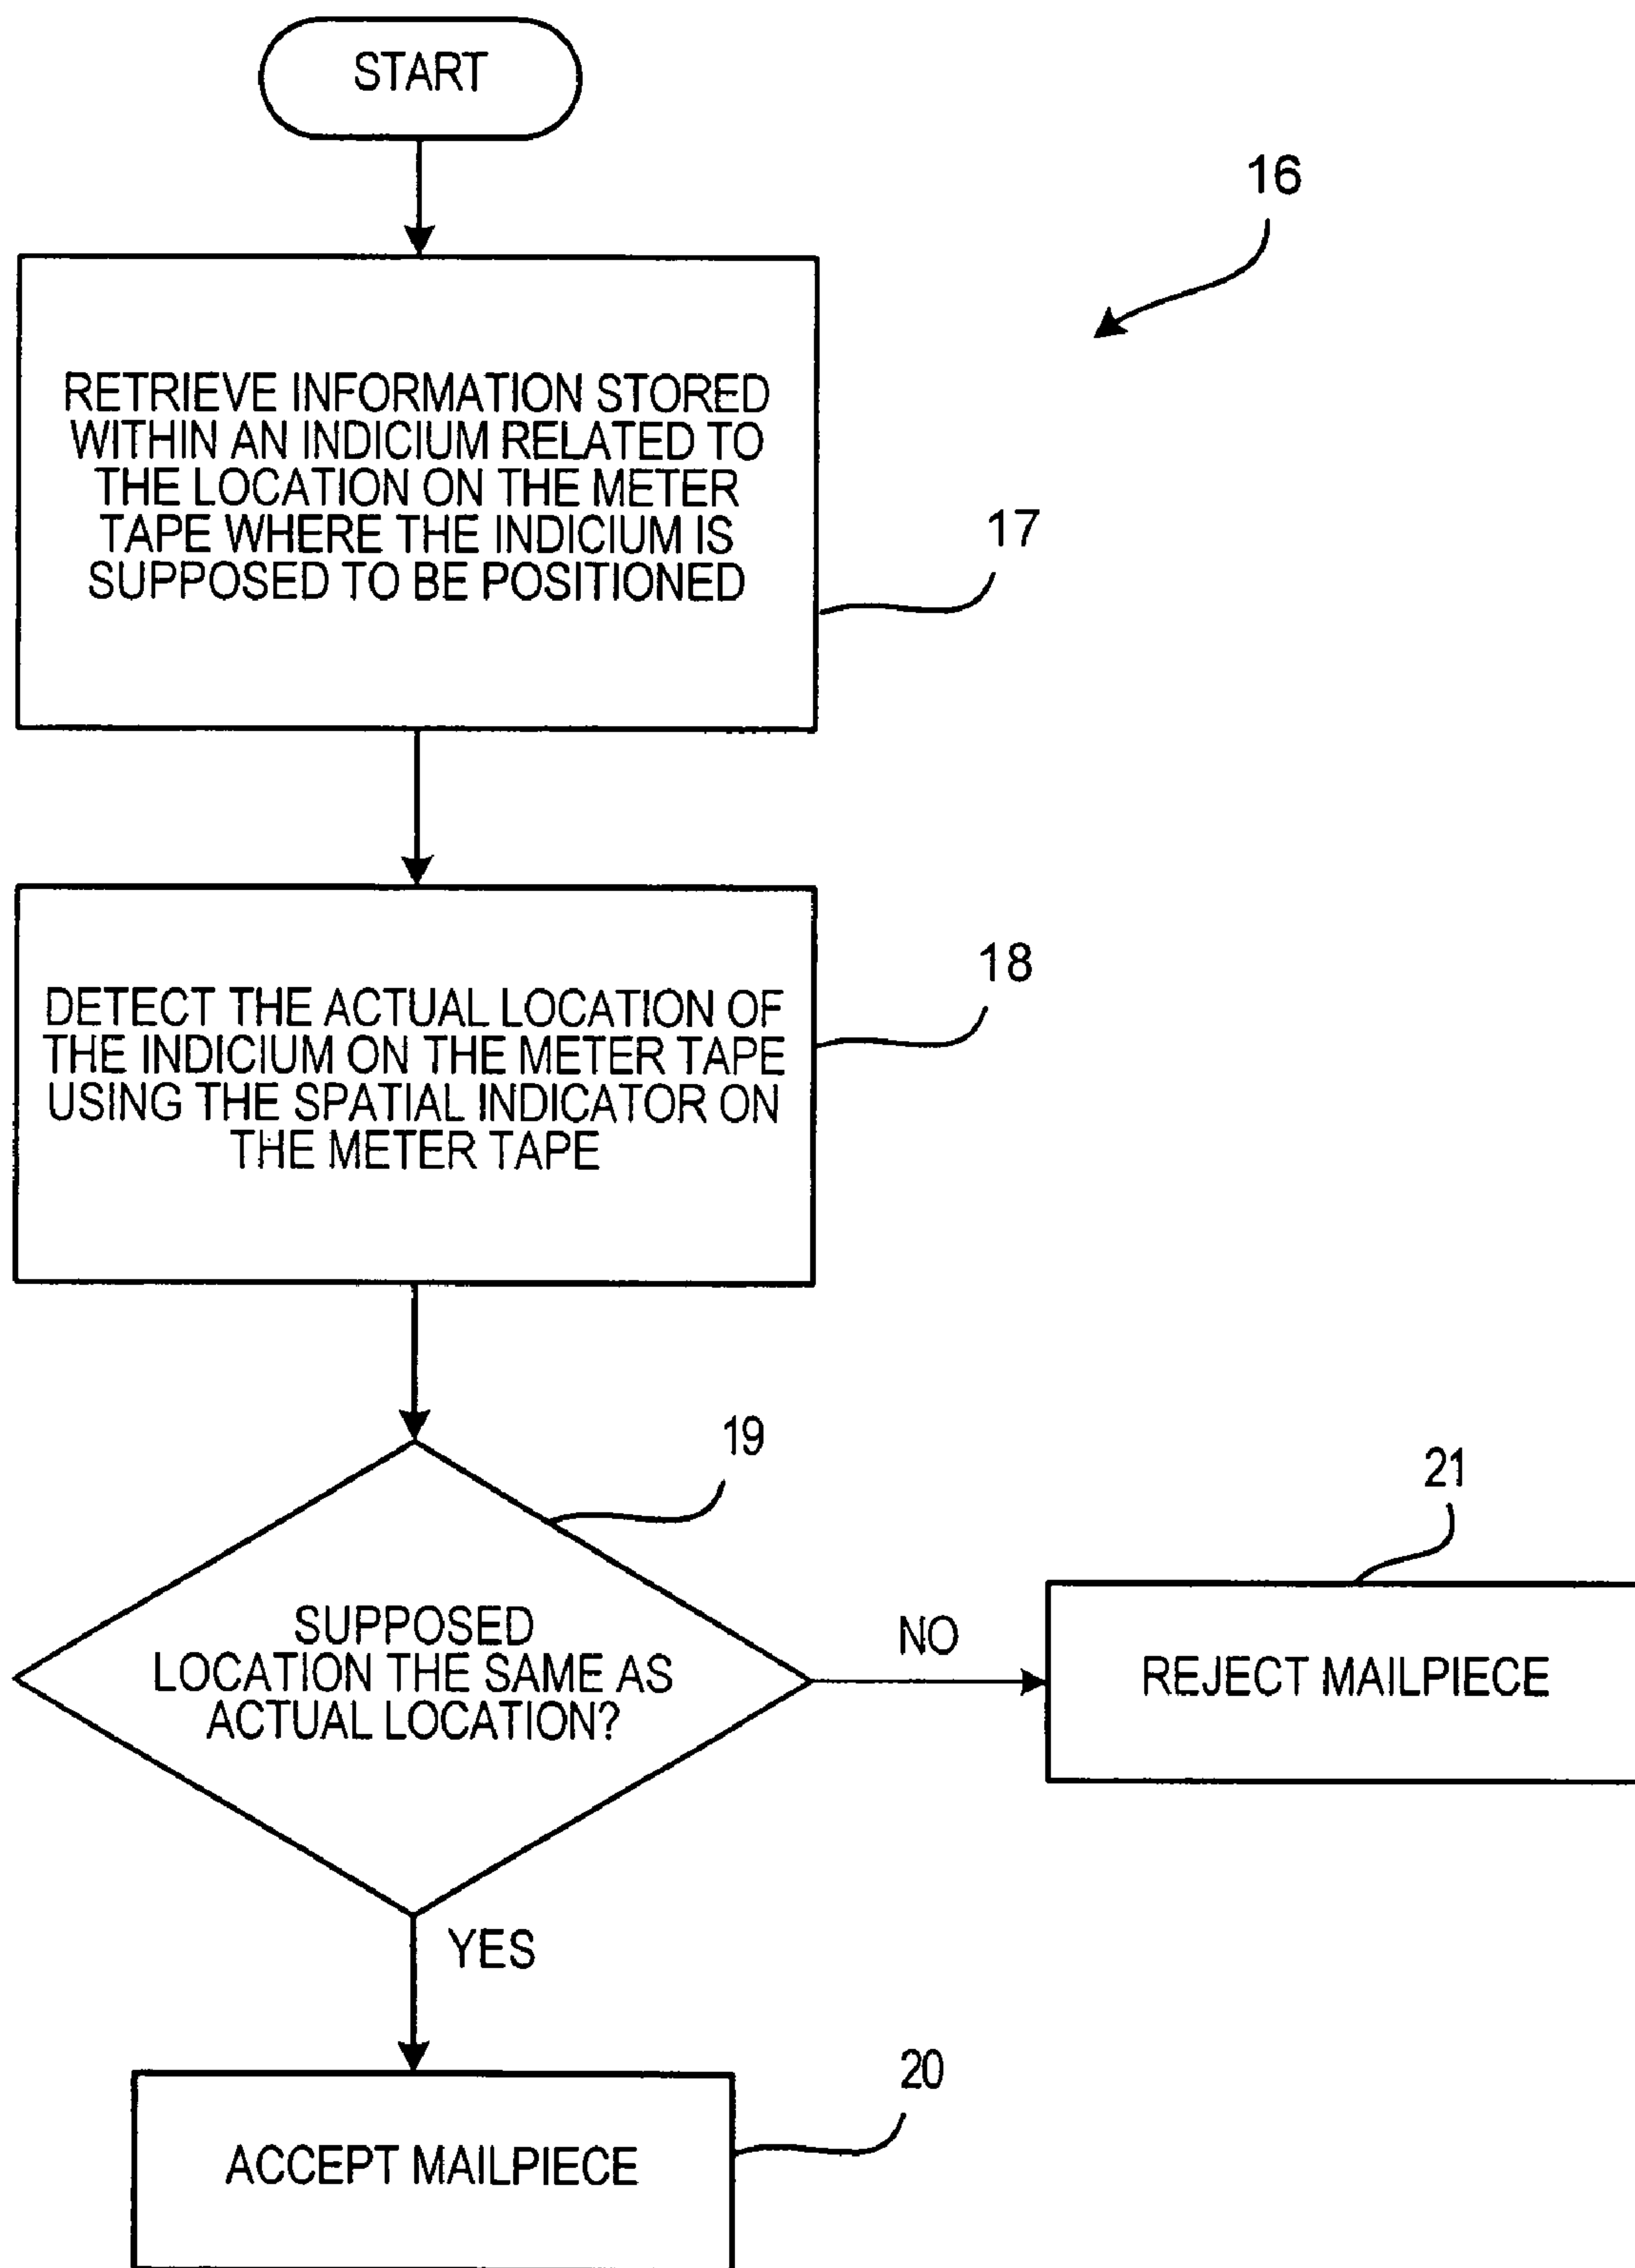 START
16
RETRIEVE INFORMATION STORED
WITHIN AN INDICIUM RELATED TO
THE LOCATION ON THE METER
TAPE WHERE THE INDICIUM IS
SUPPOSED TO BE POSITIONED
17
DETECT THE ACTUAL LOCATION OF
THE INDICIUM ON THE METER TAPE
USING THE SPATIAL INDICATOR ON
THE METER TAPE
18
19
SUPPOSED
LOCATION THE SAME AS
ACTUAL LOCATION?
NO
21
REJECT MAILPIECE
YES
20
ACCEPT MAILPIECE